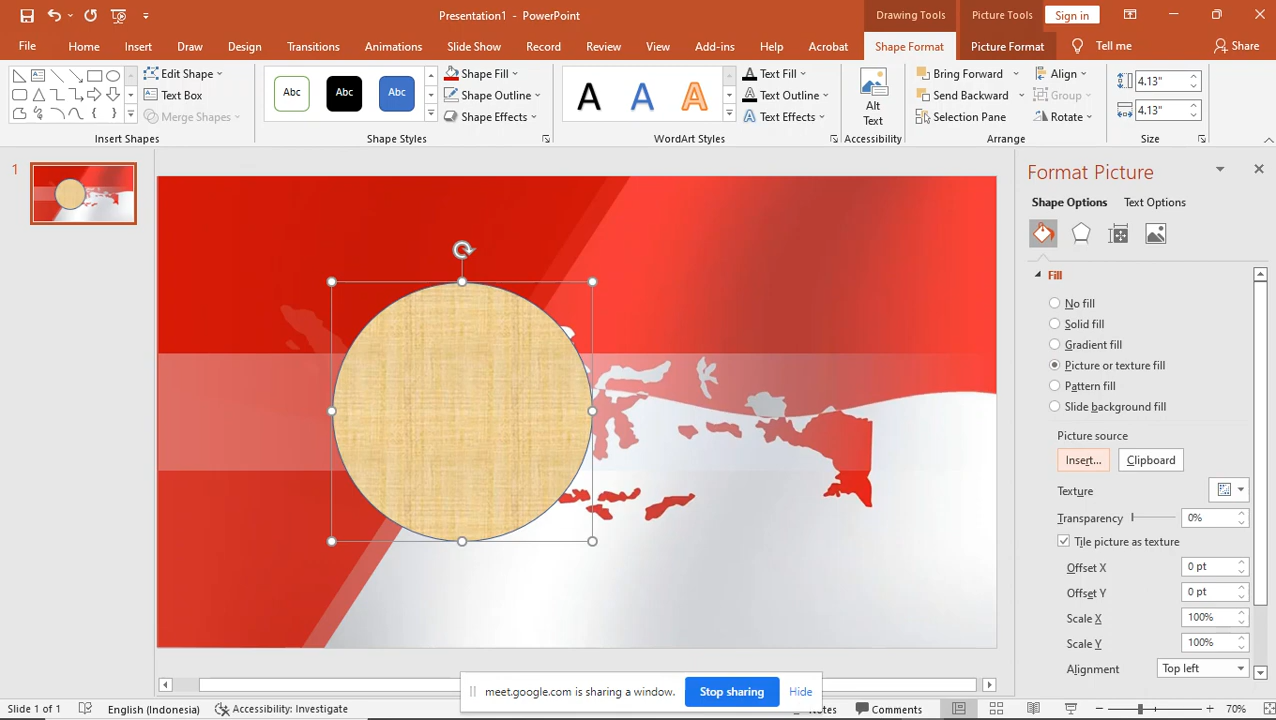 Presentation1 - PowerPoint
Drawing Tools
Picture Tools
Sign in
File
Home
Insert
Draw
Design
Transitions
Animations
Slide Show
Record
Review
View
Add-ins
Help
Acrobat
Shape Format
Picture Format
Tell me
Share
Edit Shape
Text Box
Merge Shapes
Insert Shapes
Abc
Abc
Abc
Shape Fill
Shape Outline
Shape Effects
Shape Styles
A
A
A
Text Fill
Text Outline
Text Effects
WordArt Styles
Alt
Text
Accessibility
Bring Forward
Send Backward
Selection Pane
Align
Group
Rotate
Arrange
4.13"
4.13"
Size
1
Format Picture
Shape Options
Text Options
Fill
No fill
Solid fill
Gradient fill
Picture or texture fill
Pattern fill
Slide background fill
Picture source
Insert...
Clipboard
Texture
Transparency
0%
Tile picture as texture
Offset X
0 pt
Offset Y
0 pt
Scale X
100%
Scale Y
100%
Alignment
Top left
meet.google.com is sharing a window.
Stop sharing
Hide
Slide 1 of 1
English (Indonesia)
Accessibility: Investigate
Notes
Comments
70%